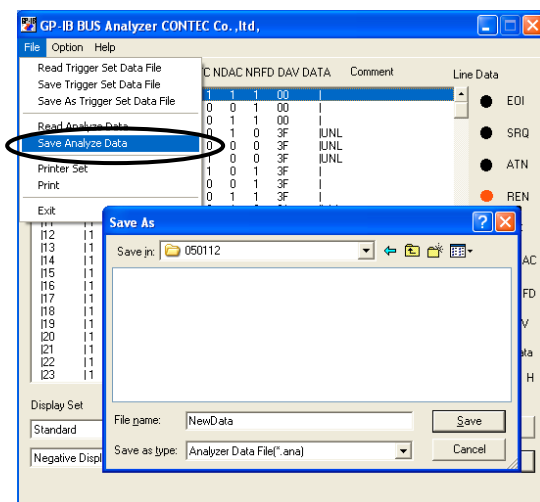 GP-IB BUS Analyzer CONTEC Co. ,ltd,
File Option Help
Read Trigger Set Data File
Save Trigger Set Data File
Save As Trigger Set Data File
Read Analyze Data
Save Analyze Data
Printer Set
Print
Exit
C NDAC NRFD DAV DATA Comment Line Data
1 1 1 00 |
0 0 1 00 |
0 1 1 00 |
0 1 0 3F |UNL
0 0 0 3F |UNL
0 0 0 3F |UNL
1 0 1 3F |
0 0 1 3F |
0 1 1 3F |
EOI
SRQ
ATN
REN
AC
FD
V
ata
H
|12 |1
|13 |1
|14 |1
|15 |1
|16 |1
|17 |1
|18 |1
|19 |1
|20 |1
|21 |1
|22 |1
|23 |1
Display Set
Standard
Negative Displ
Save As
Save in: 050112
File name: NewData Save
Save as type: Analyzer Data File(*.ana) Cancel